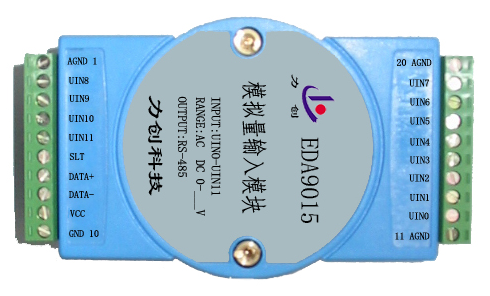 AGND 1
UIN8
UIN9
UIN10
UIN11
SLT
DATA+
DATA-
VCC
GND 10
力创
EDA9015
模拟量输入模块
INPUT:UIN0-UIN11
RANGE:AC DC 0-___V
OUTPUT:RS-485
力创科技
20 AGND
UIN7
UIN6
UIN5
UIN4
UIN3
UIN2
UIN1
UIN0
11 AGND